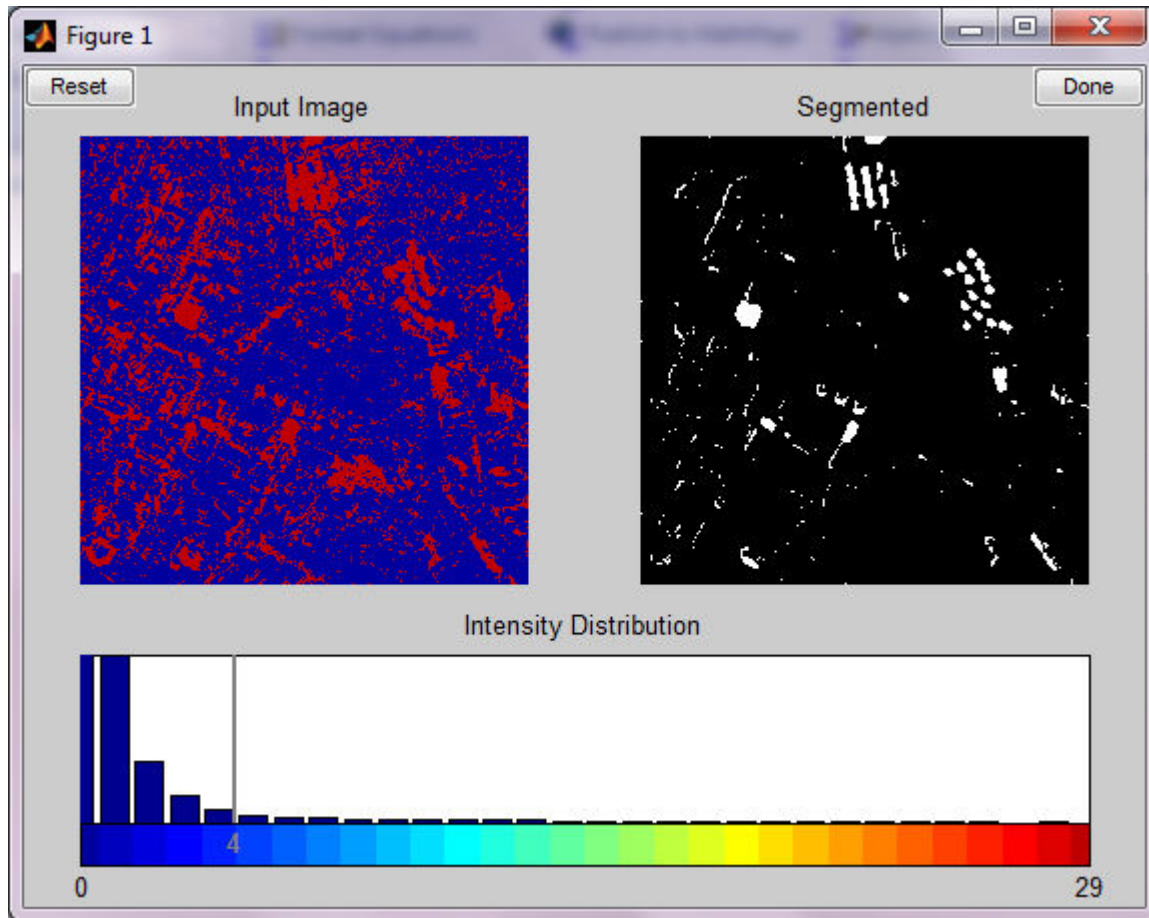 Figure 1
Reset
Done
Input Image
Segmented
Intensity Distribution
4
0
29